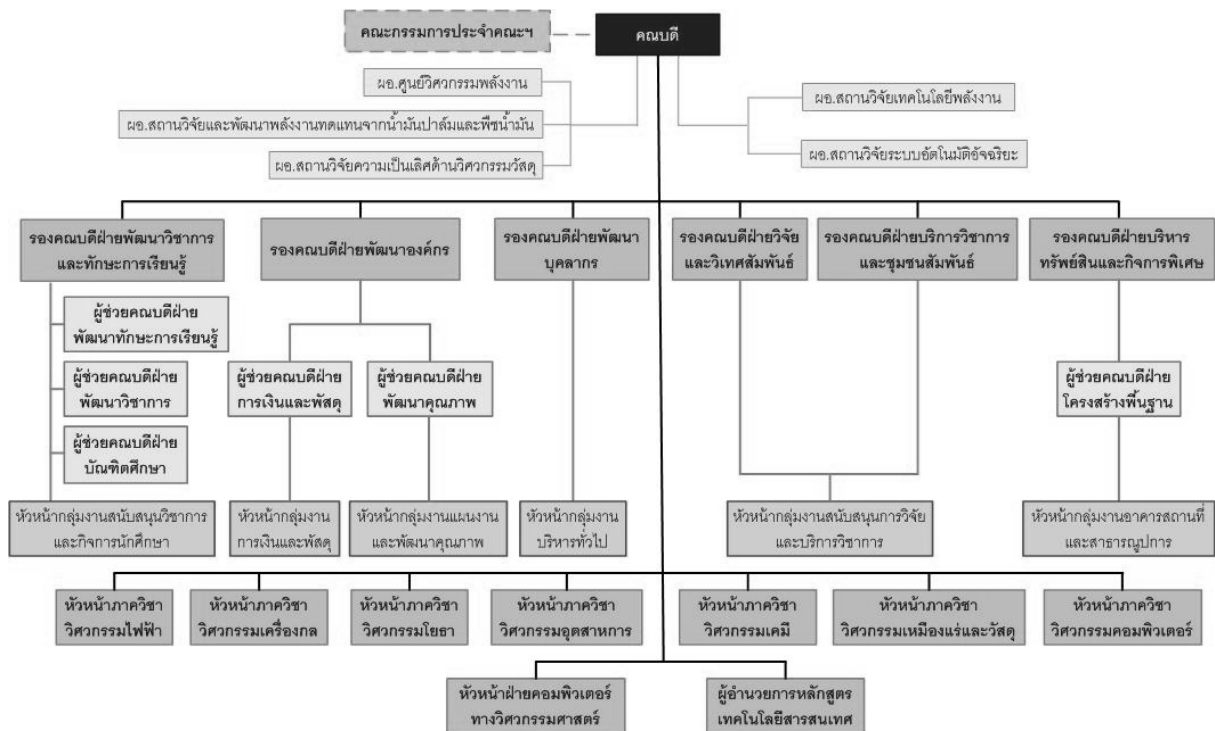 คณะกรรมการประจำคณะฯ
คณบดี
ผอ.ศูนย์วิศวกรรมพลังงาน
ผอ.สถานวิจัยเทคโนโลยีพลังงาน
ผอ.สถานวิจัยและพัฒนาพลังงานทดแทนจากน้ำมันปาล์มและพืชน้ำมัน
ผอ.สถานวิจัยระบบอัตโนมัติอัจฉริยะ
ผอ.สถานวิจัยความเป็นเลิศด้านวิศวกรรมวัสดุ
รองคณบดีฝ่ายพัฒนาวิชาการ
และทักษะการเรียนรู้
รองคณบดีฝ่ายพัฒนาองค์กร
รองคณบดีฝ่ายพัฒนา
บุคลากร
รองคณบดีฝ่ายวิจัย
และวิเทศสัมพันธ์
รองคณบดีฝ่ายบริการวิชาการ
และชุมชนสัมพันธ์
รองคณบดีฝ่ายบริหาร
ทรัพย์สินและกิจการพิเศษ
ผู้ช่วยคณบดีฝ่าย
พัฒนาทักษะการเรียนรู้
ผู้ช่วยคณบดีฝ่าย
พัฒนาวิชาการ
ผู้ช่วยคณบดีฝ่าย
บัณฑิตศึกษา
ผู้ช่วยคณบดีฝ่าย
การเงินและพัสดุ
ผู้ช่วยคณบดีฝ่าย
พัฒนาคุณภาพ
ผู้ช่วยคณบดีฝ่าย
โครงสร้างพื้นฐาน
หัวหน้ากลุ่มงานสนับสนุนวิชาการ
และกิจการนักศึกษา
หัวหน้ากลุ่มงาน
การเงินและพัสดุ
หัวหน้ากลุ่มงานแผนงาน
และพัฒนาคุณภาพ
หัวหน้ากลุ่มงาน
บริหารทั่วไป
หัวหน้ากลุ่มงานสนับสนุนการวิจัย
และบริการวิชาการ
หัวหน้ากลุ่มงานอาคารสถานที่
และสาธารณูปการ
หัวหน้าภาควิชา
วิศวกรรมไฟฟ้า
หัวหน้าภาควิชา
วิศวกรรมเครื่องกล
หัวหน้าภาควิชา
วิศวกรรมโยธา
หัวหน้าภาควิชา
วิศวกรรมอุตสาหการ
หัวหน้าภาควิชา
วิศวกรรมเคมี
หัวหน้าภาควิชา
วิศวกรรมเหมืองแร่และวัสดุ
หัวหน้าภาควิชา
วิศวกรรมคอมพิวเตอร์
หัวหน้าฝ่ายคอมพิวเตอร์
ทางวิศวกรรมศาสตร์
ผู้อำนวยการหลักสูตร
เทคโนโลยีสารสนเทศ